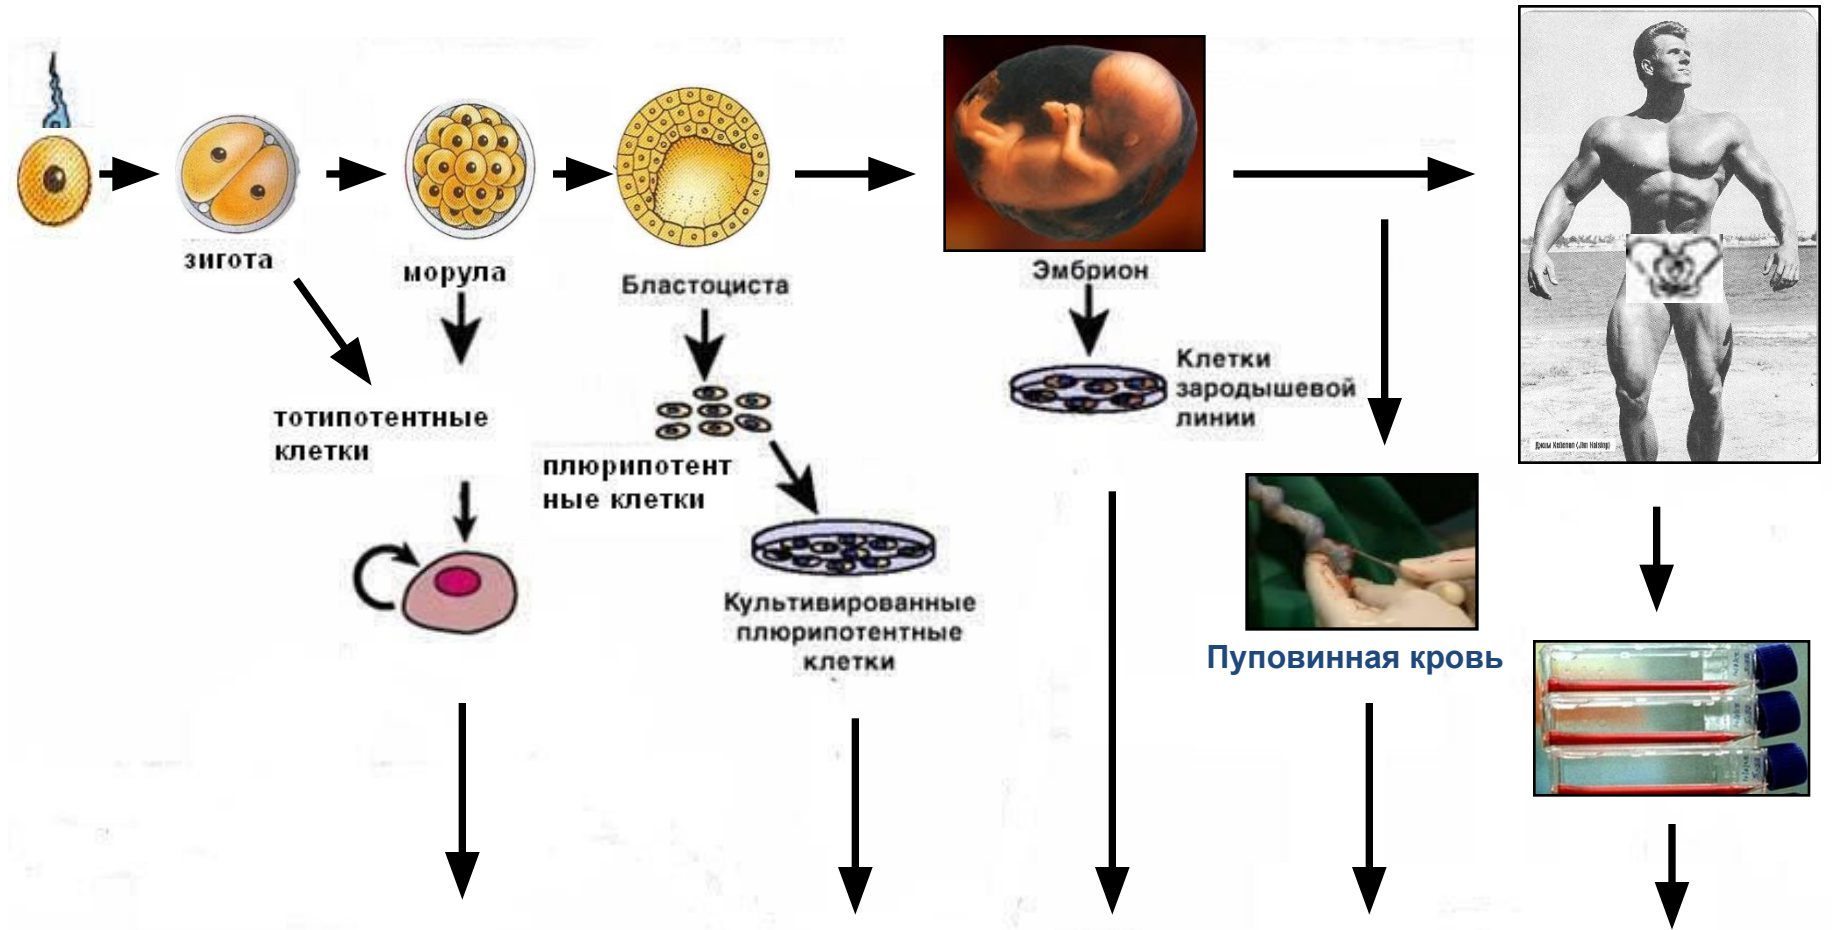 зигота
морула
Бластоциста
Эмбрион
Клетки
зародышевой
линии
тотипотентные
клетки
плюрипотент
ные клетки
Культивированные
плюрипотентные
клетки
Пуповинная кровь